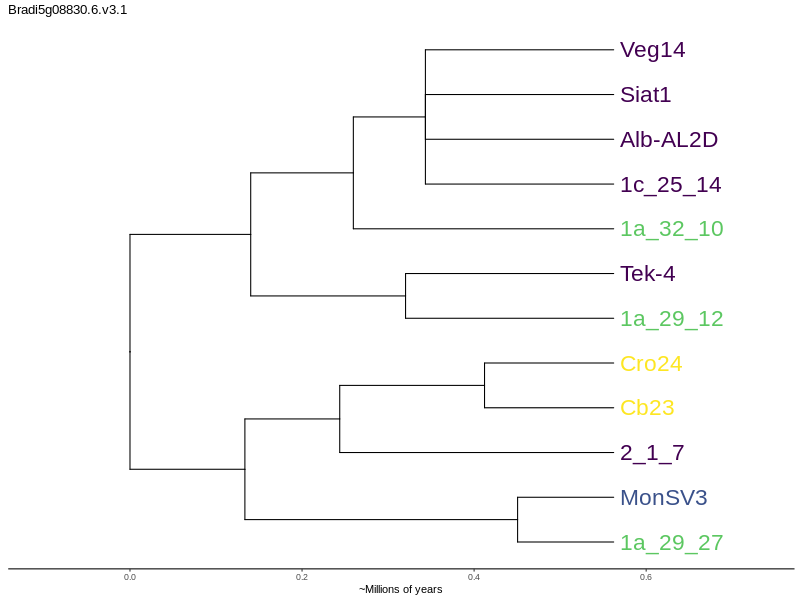 Bradi5g08830.6.v3.1
Veg14
Siat1
Alb-AL2D
1c_25_14
1a_32_10
Tek-4
1a_29_12
Cro24
Cb23
2_1_7
MonSV3
1a_29_27
0.0 0.2 0.4 0.6
~Millions of years